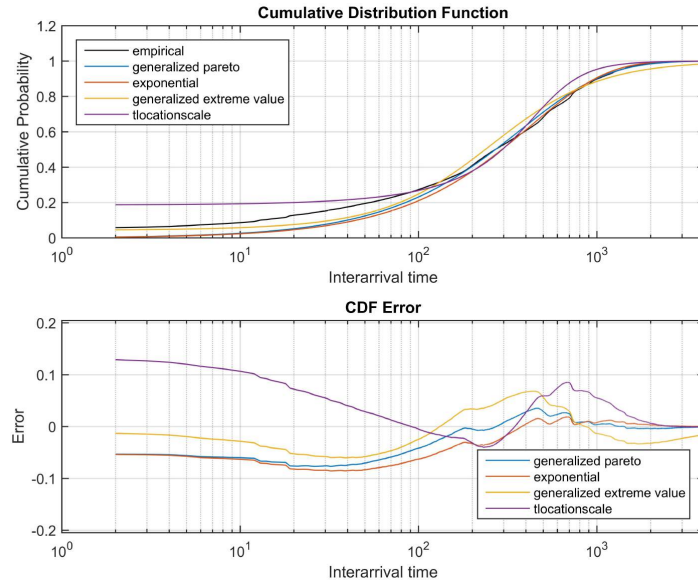 Cumulative Distribution Function
1.2
1
0.8
0.6
0.4
0.2
0
Cumulative Probability
empirical
generalized pareto
exponential
generalized extreme value
tlocationscale
10^0
10^1
10^2
10^3
Interarrival time
CDF Error
0.2
0.1
0
-0.1
-0.2
Error
generalized pareto
exponential
generalized extreme value
tlocationscale
10^0
10^1
10^2
10^3
Interarrival time